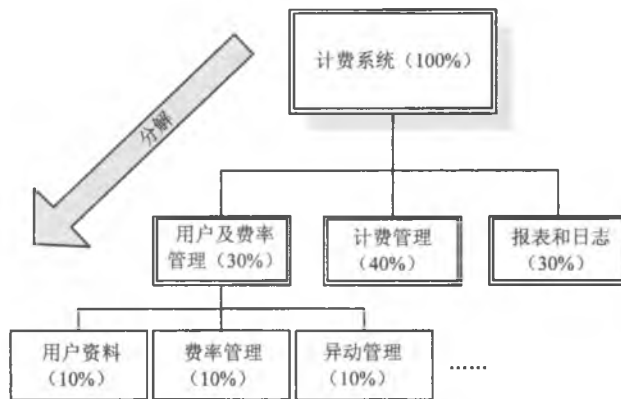 计费系统（100%）
分解
用户及费率
管理（30%）
计费管理
（40%）
报表和日志
（30%）
用户资料
（10%）
费率管理
（10%）
异动管理
（10%）
……